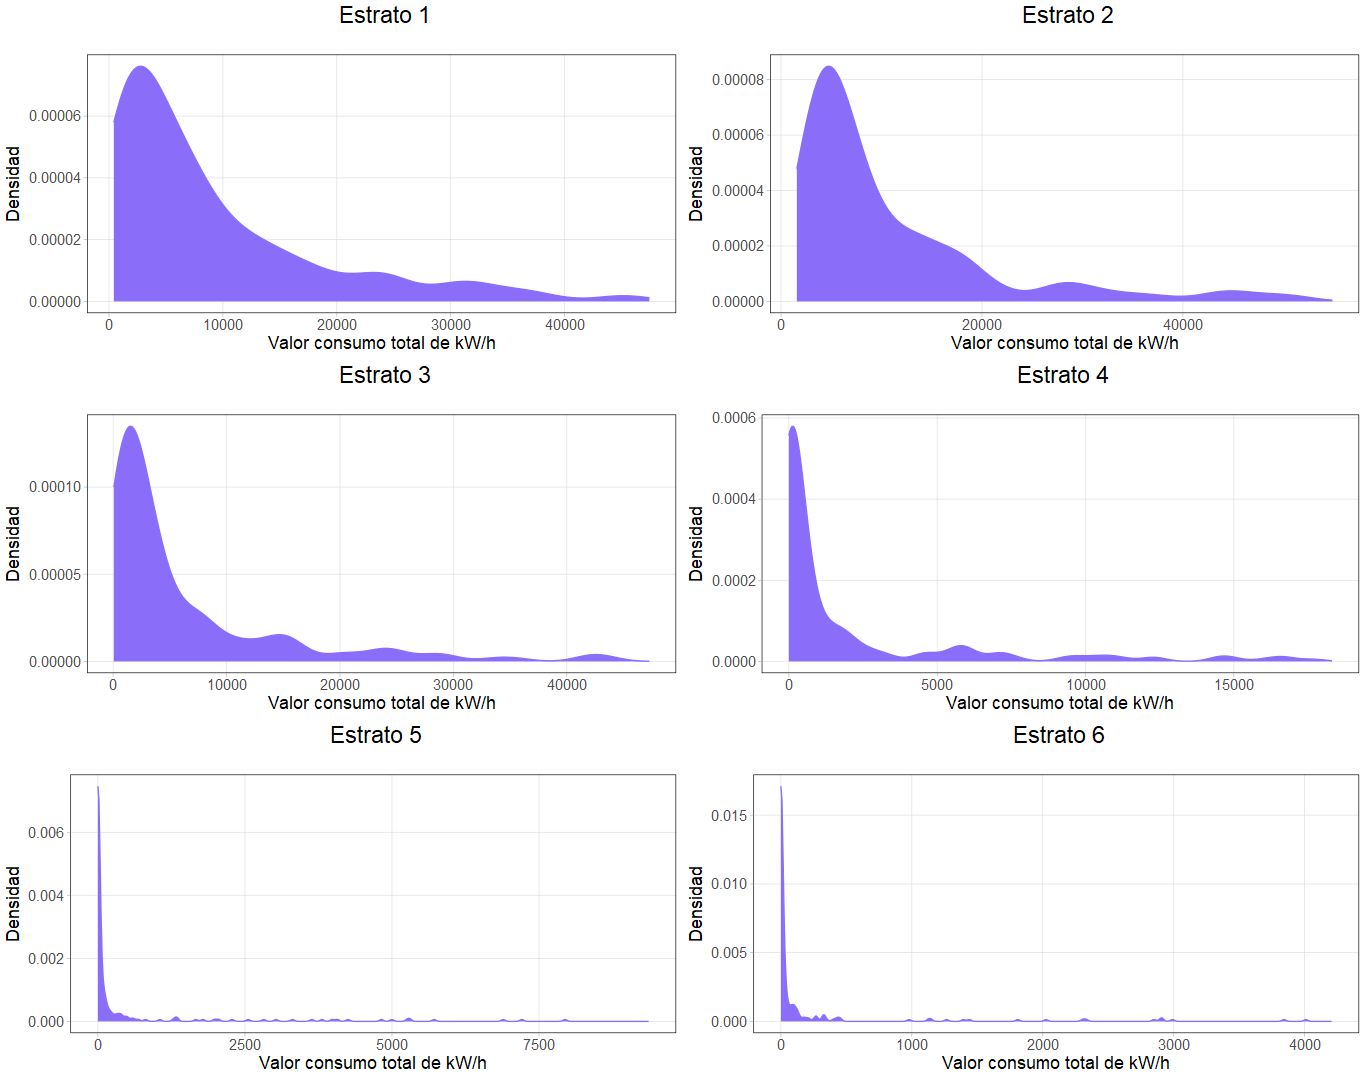 Estrato 1
Densidad
0.00006
0.00004
0.00002
0.00000
0 10000 20000 30000 40000
Valor consumo total de kW/h
Estrato 2
Densidad
0.00008
0.00006
0.00004
0.00002
0.00000
0 20000 40000
Valor consumo total de kW/h
Estrato 3
Densidad
0.00010
0.00005
0.00000
0 10000 20000 30000 40000
Valor consumo total de kW/h
Estrato 4
Densidad
0.0006
0.0004
0.0002
0.0000
0 5000 10000 15000
Valor consumo total de kW/h
Estrato 5
Densidad
0.006
0.004
0.002
0.000
0 2500 5000 7500
Valor consumo total de kW/h
Estrato 6
Densidad
0.015
0.010
0.005
0.000
0 1000 2000 3000 4000
Valor consumo total de kW/h